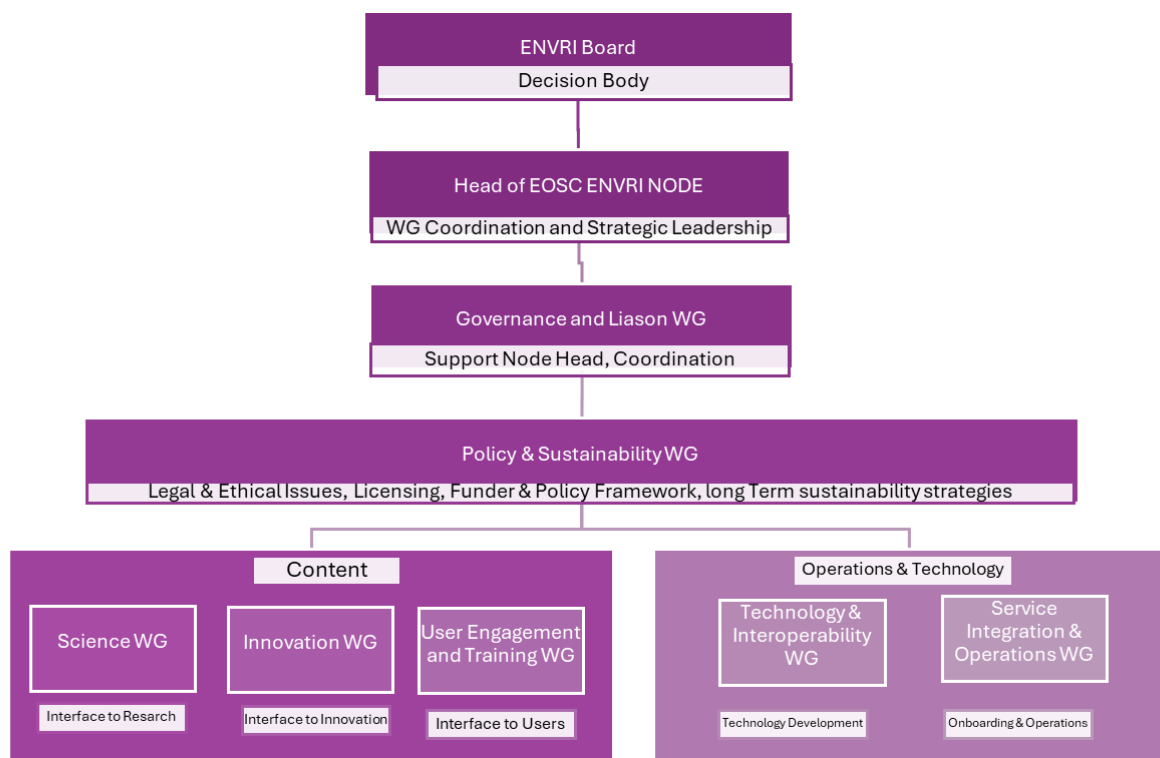 ENVRI Board
Decision Body
Head of EOSC ENVRI NODE
WG Coordination and Strategic Leadership
Governance and Liason WG
Support Node Head, Coordination
Policy & Sustainability WG
Legal & Ethical Issues, Licensing, Funder & Policy Framework, long Term sustainability strategies
Content
Science WG
Innovation WG
User Engagement
and Training WG
Interface to Resarch
Interface to Innovation
Interface to Users
Operations & Technology
Technology &
Interoperability
WG
Service
Integration &
Operations WG
Technology Development
Onboarding & Operations